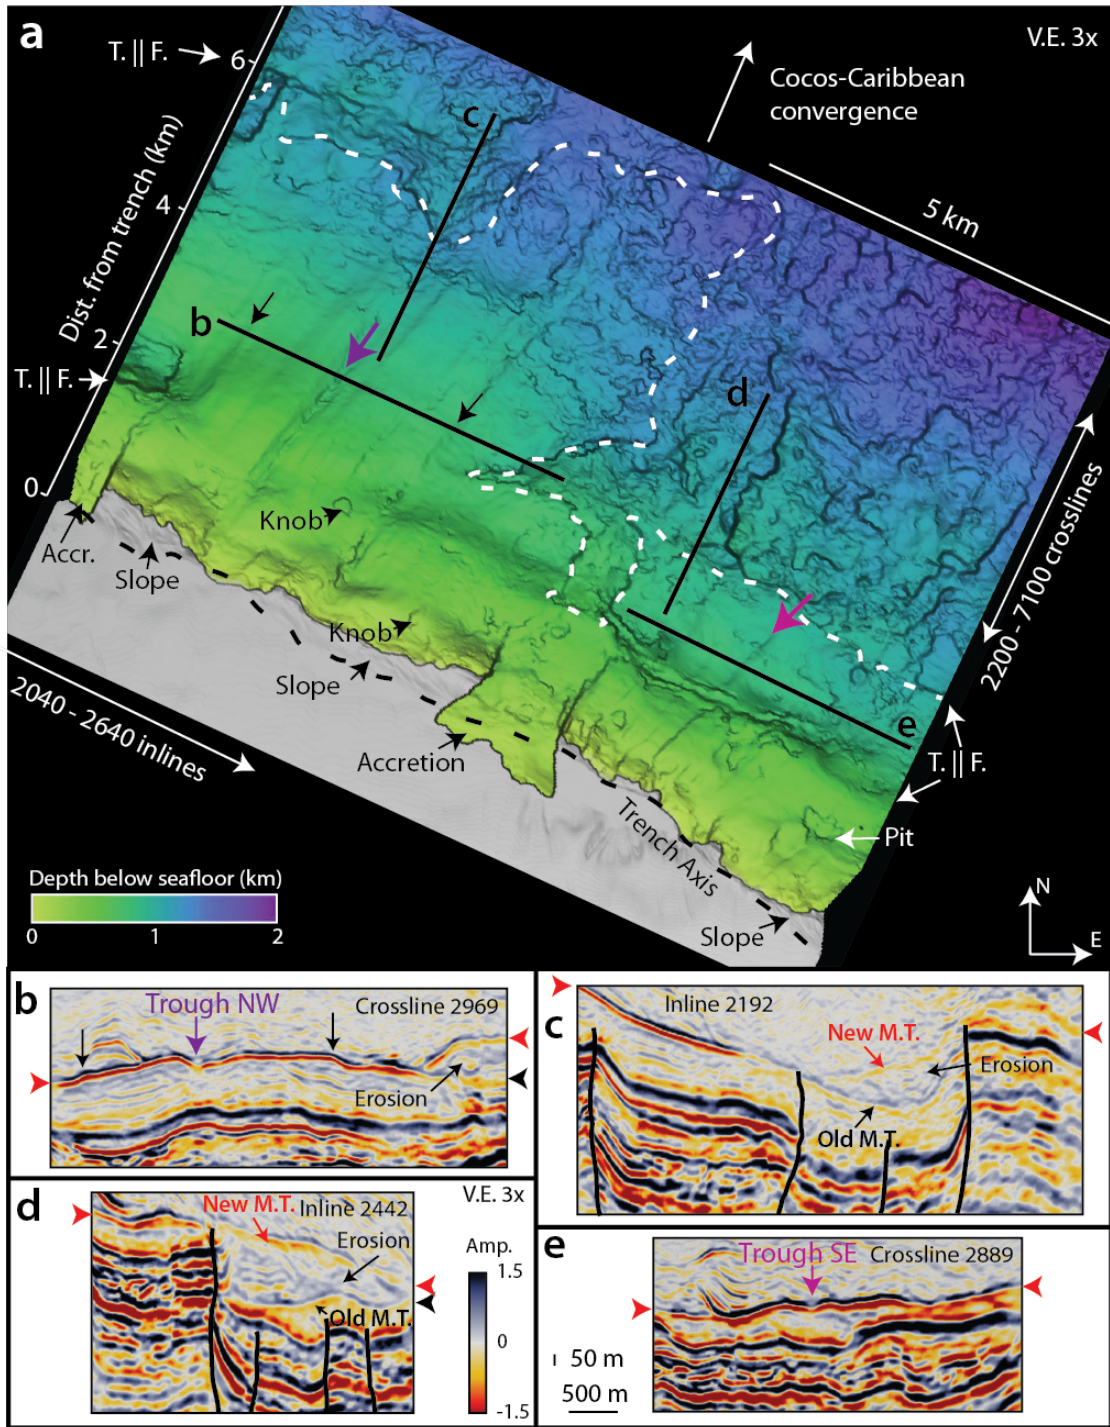 a
T. || F.
V.E. 3x
6
Cocos-Caribbean
convergence
c
Dist. from trench (km)
4
5 km
b
2
T. || F.
d
0
Knob
2200 - 7100 crosslines
Accr.
Slope
Knob
Slope
2040 - 2640 inlines
e
Accretion
T. || F.
Trench Axis
Pit
Depth below seafloor (km)
0 1 2
Slope
N
E
b
Trough NW
Crossline 2969
Erosion
c
Inline 2192
New M.T.
Erosion
Old M.T.
d
New M.T.
Inline 2442
Erosion
Old M.T.
V.E. 3x
Amp.
1.5
0
-1.5
e
Trough SE
Crossline 2889
50 m
500 m